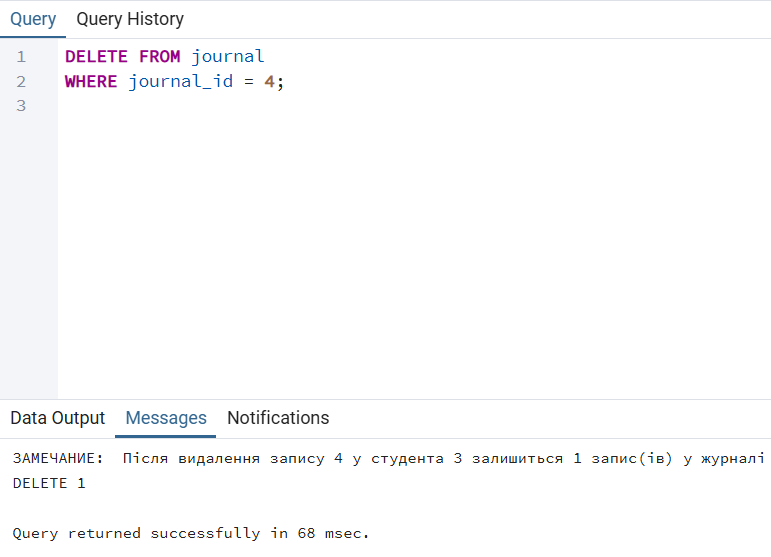 Query Query History
1 DELETE FROM journal
2 WHERE journal_id = 4;
3
Data Output Messages Notifications
ЗАМЕЧАНИЕ: Після видалення запису 4 у студента 3 залишиться 1 запис(ів) у журналі
DELETE 1
Query returned successfully in 68 msec.